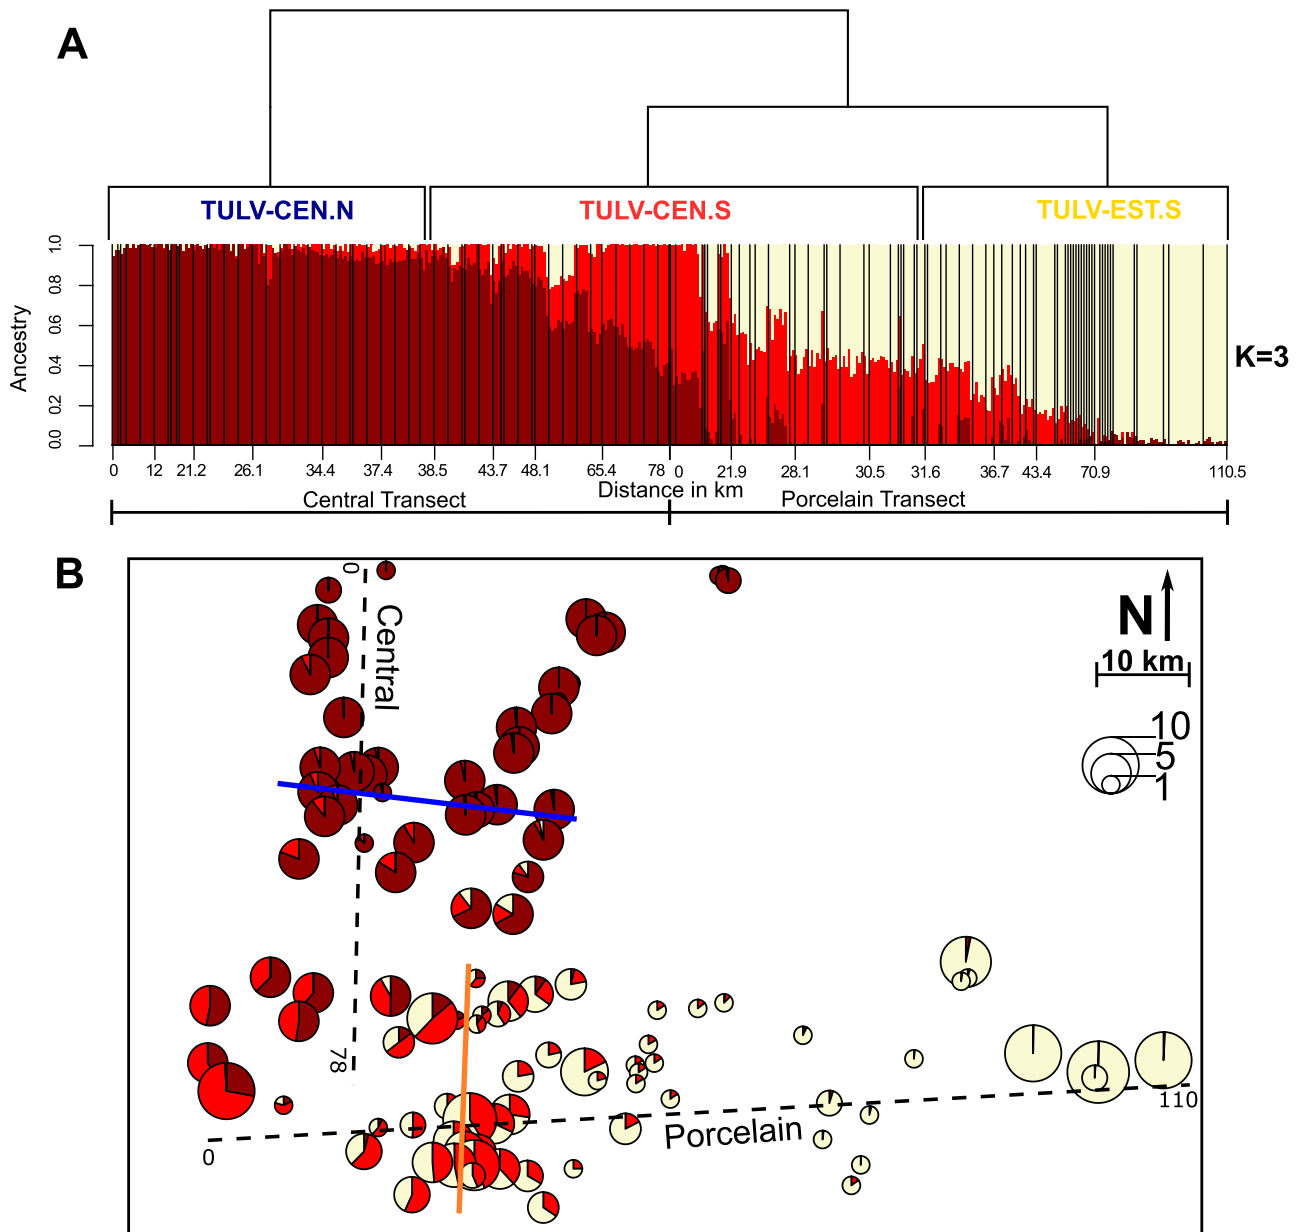 A
TULV-CEN.N TULV-CEN.S TULV-EST.S
Ancestry
1.0
0.8
0.6
0.4
0.2
0.0
K=3
0 12 21.2 26.1 34.4 37.4 38.5 43.7 48.1 65.4 78 0 21.9 28.1 30.5 31.6 36.7 43.4 70.9 110.5
Distance in km
Central Transect Porcelain Transect
B
0
Central
78
N
10 km
10
5
1
0
Porcelain
110